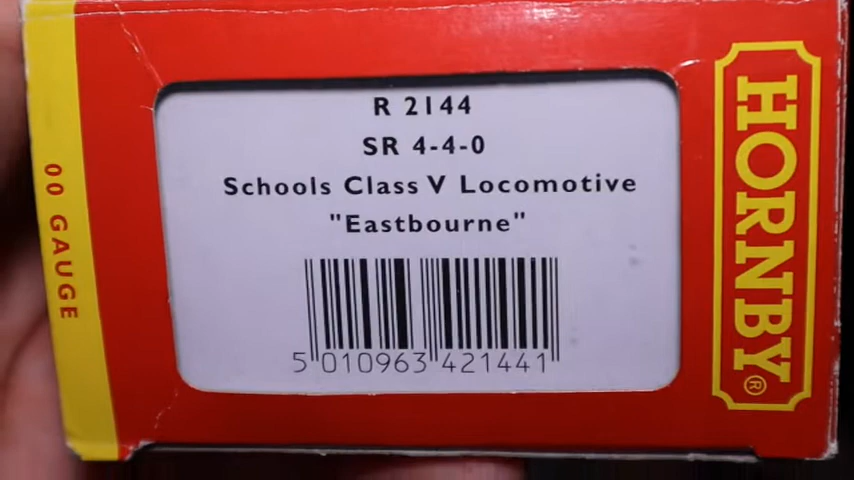 R 2144
SR 4-4-0
Schools Class V Locomotive
"Eastbourne"
5 010963 421441
00 GAUGE
HORNBY®